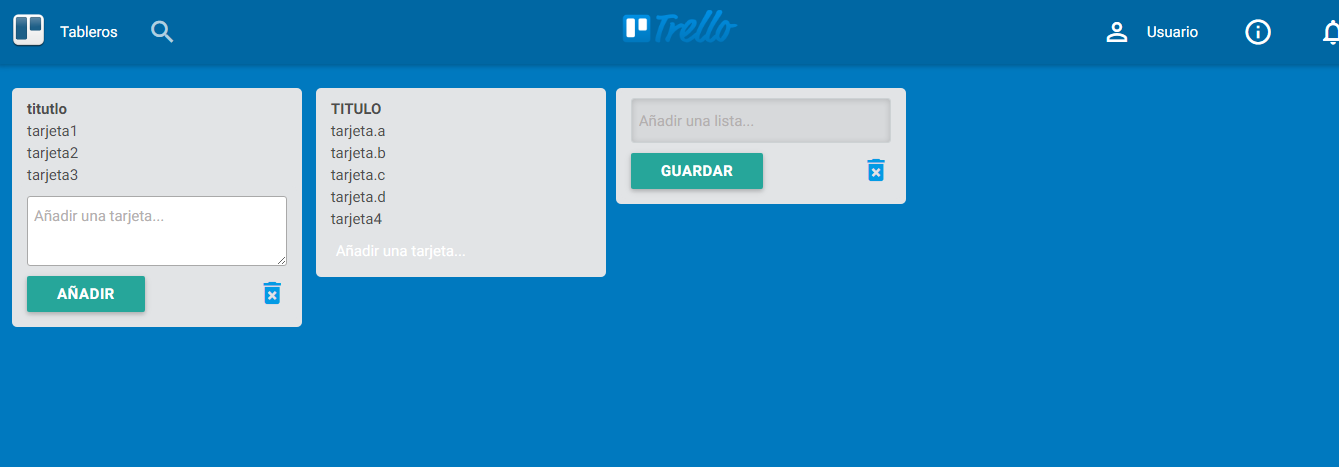 Tableros
Trello
Usuario
titutlo
tarjeta1
tarjeta2
tarjeta3
Añadir una tarjeta...
AÑADIR
TITULO
tarjeta.a
tarjeta.b
tarjeta.c
tarjeta.d
tarjeta4
Añadir una tarjeta...
Añadir una lista...
GUARDAR